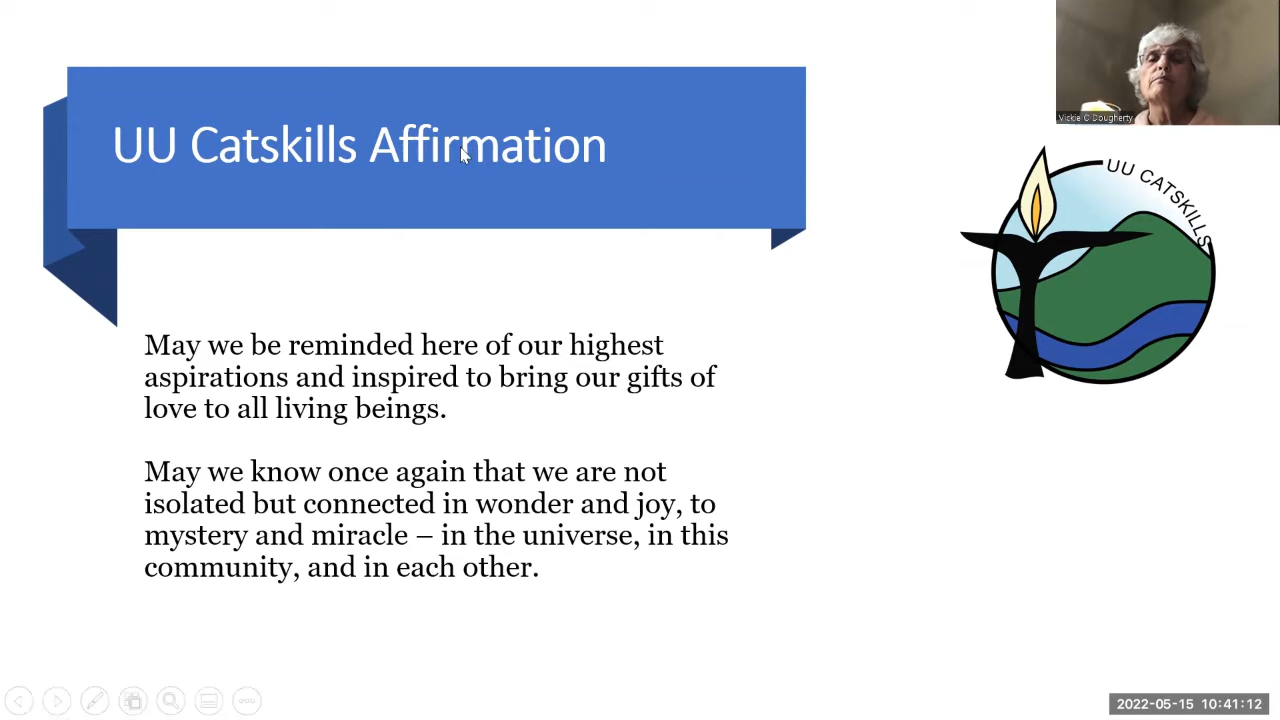 UU Catskills Affirmation
Vickie C Dougherty
UU CATSKILLS
May we be reminded here of our highest
aspirations and inspired to bring our gifts of
love to all living beings.
May we know once again that we are not
isolated but connected in wonder and joy, to
mystery and miracle – in the universe, in this
community, and in each other.
2022-05-15 10:41:12